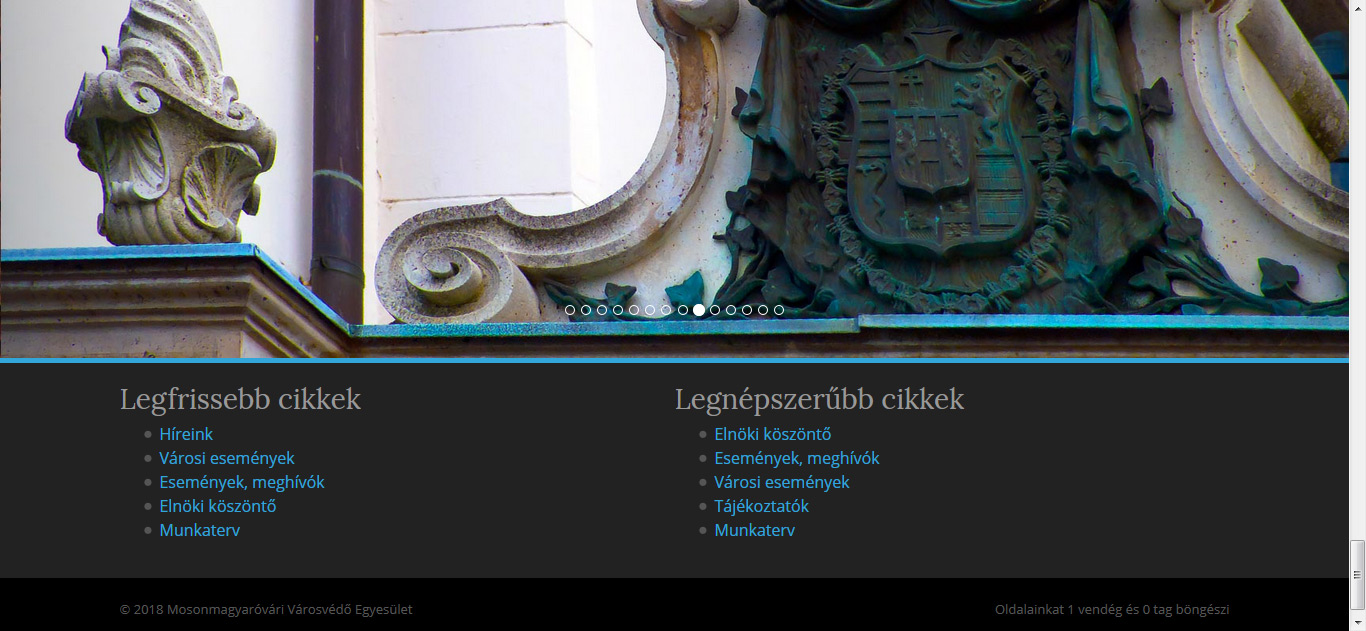 Legfrissebb cikkek
Híreink
Városi események
Események, meghívók
Elnöki köszöntő
Munkaterv
Legnépszerűbb cikkek
Elnöki köszöntő
Események, meghívók
Városi események
Tájékoztatók
Munkaterv
© 2018 Mosonmagyaróvári Városvédő Egyesület
Oldalainkat 1 vendég és 0 tag böngészi